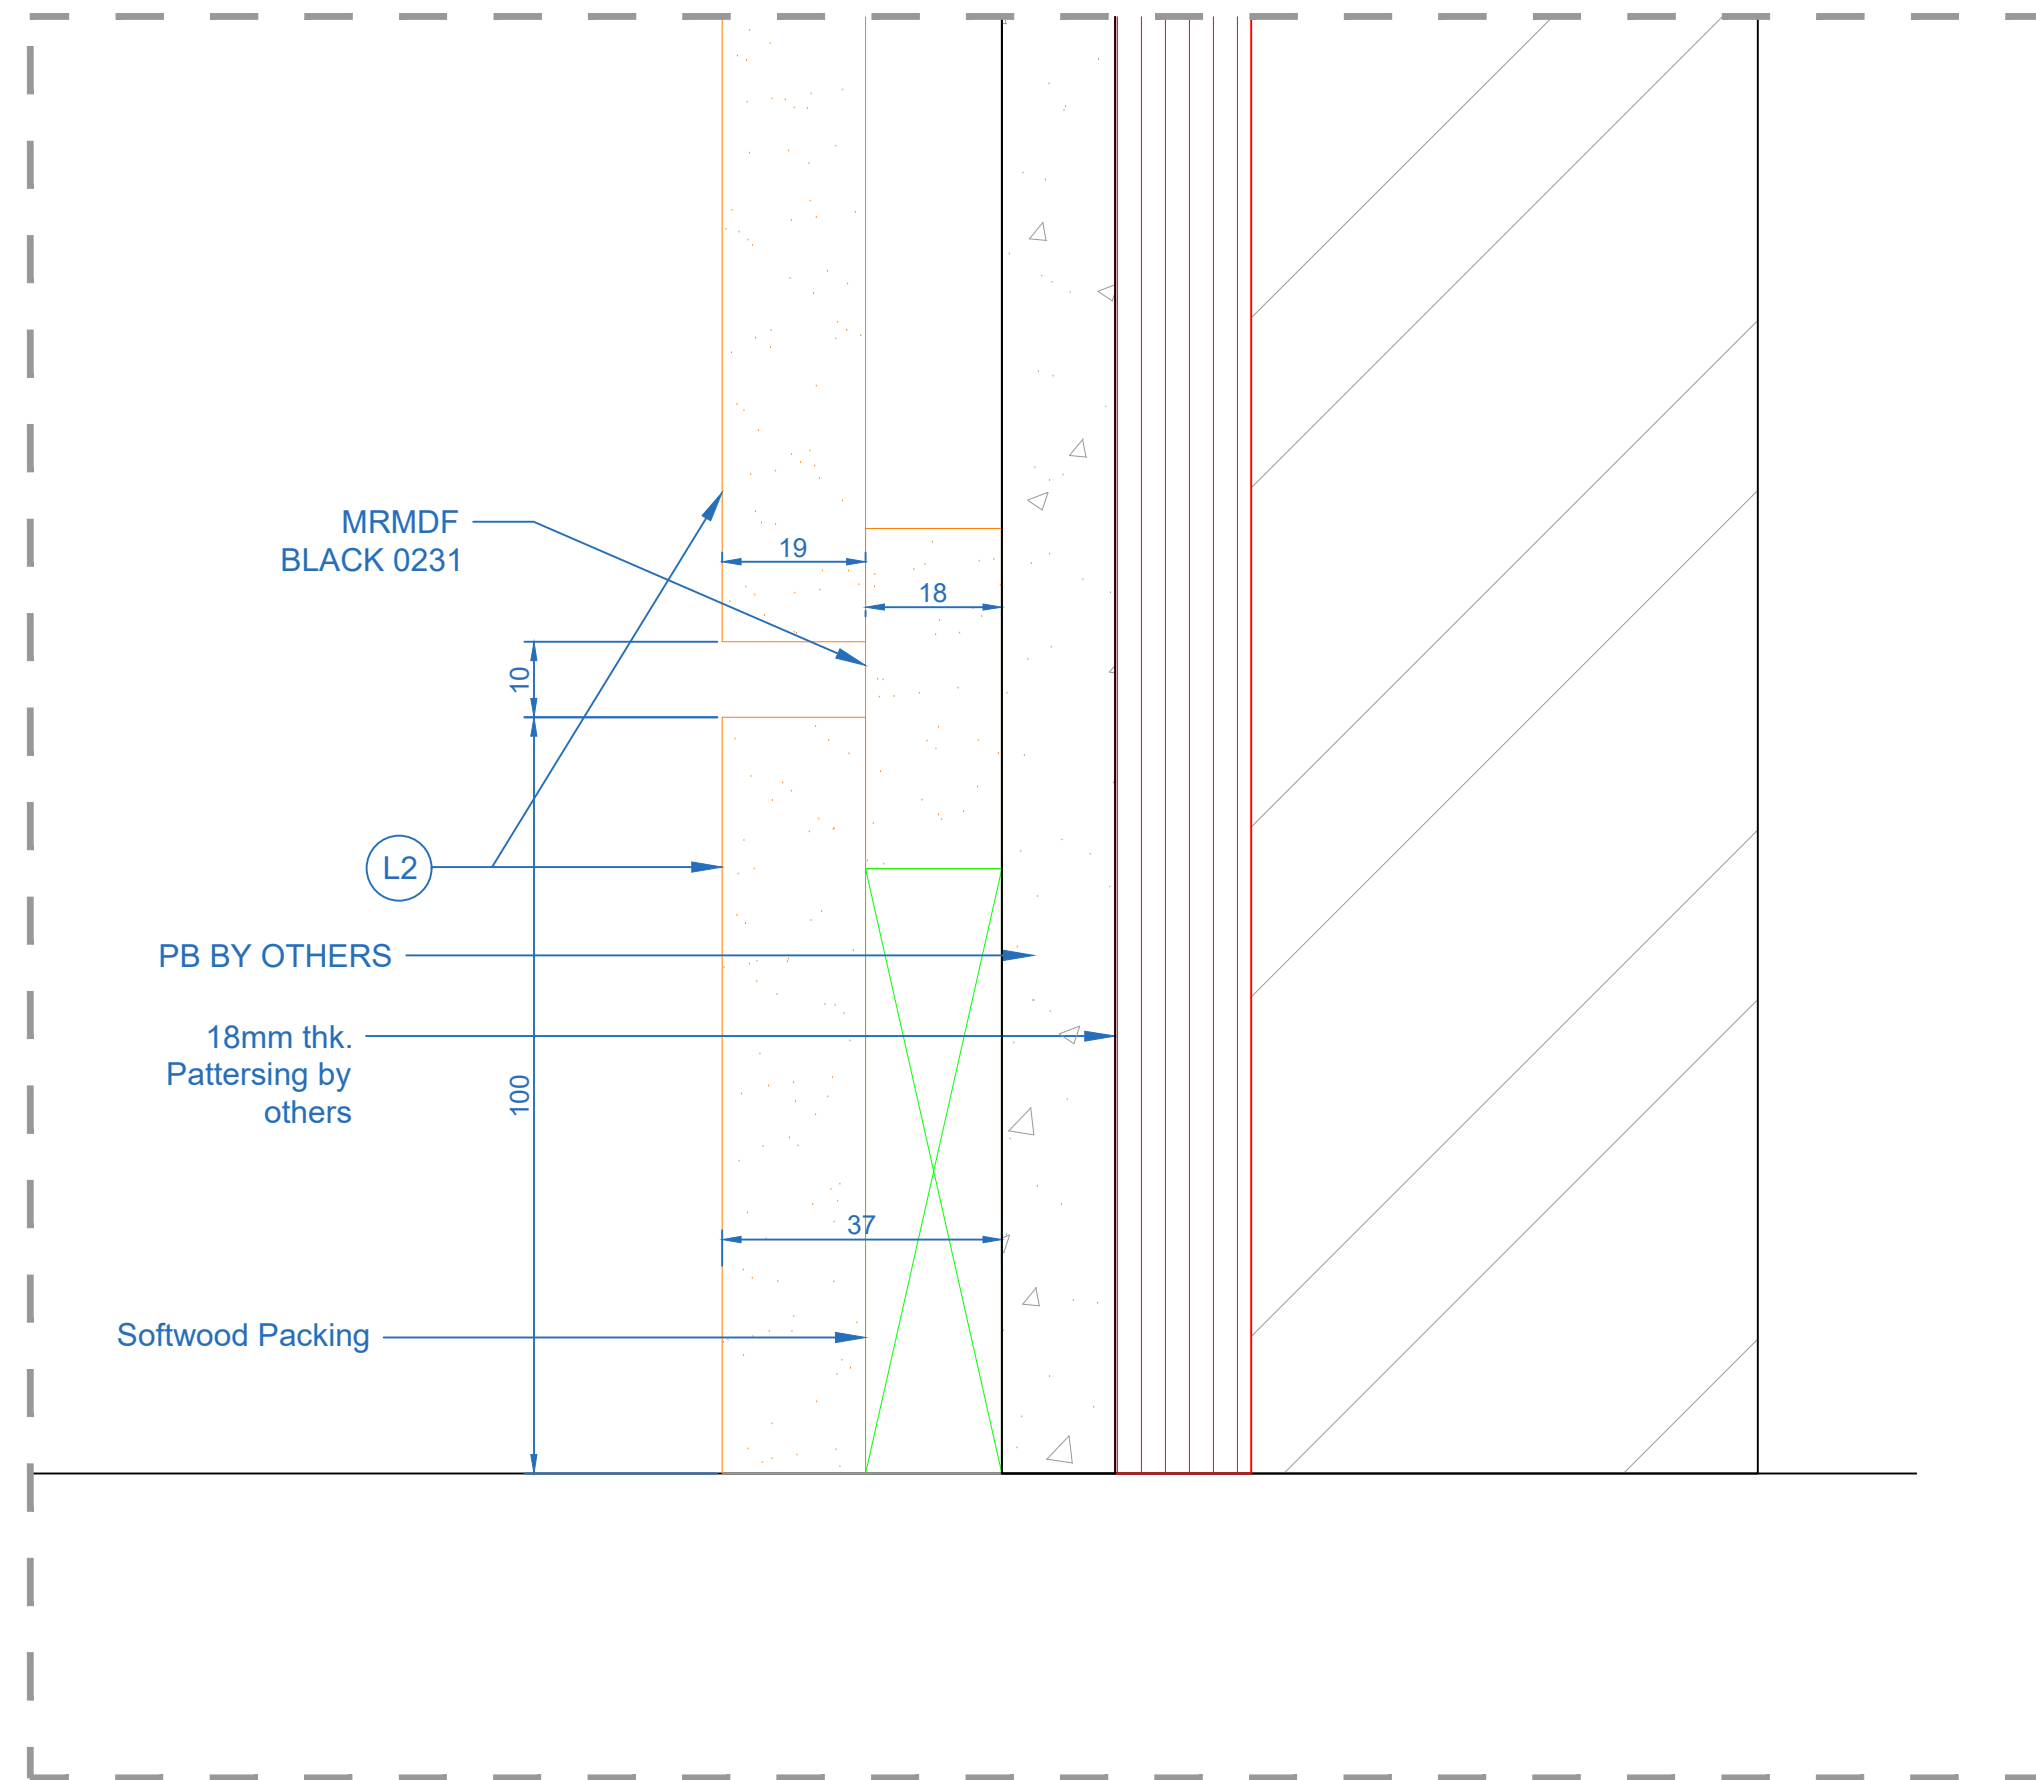 MRMDF
BLACK 0231
19
18
10
L2
PB BY OTHERS
18mm thk.
Pattersing by
others
100
37
Softwood Packing